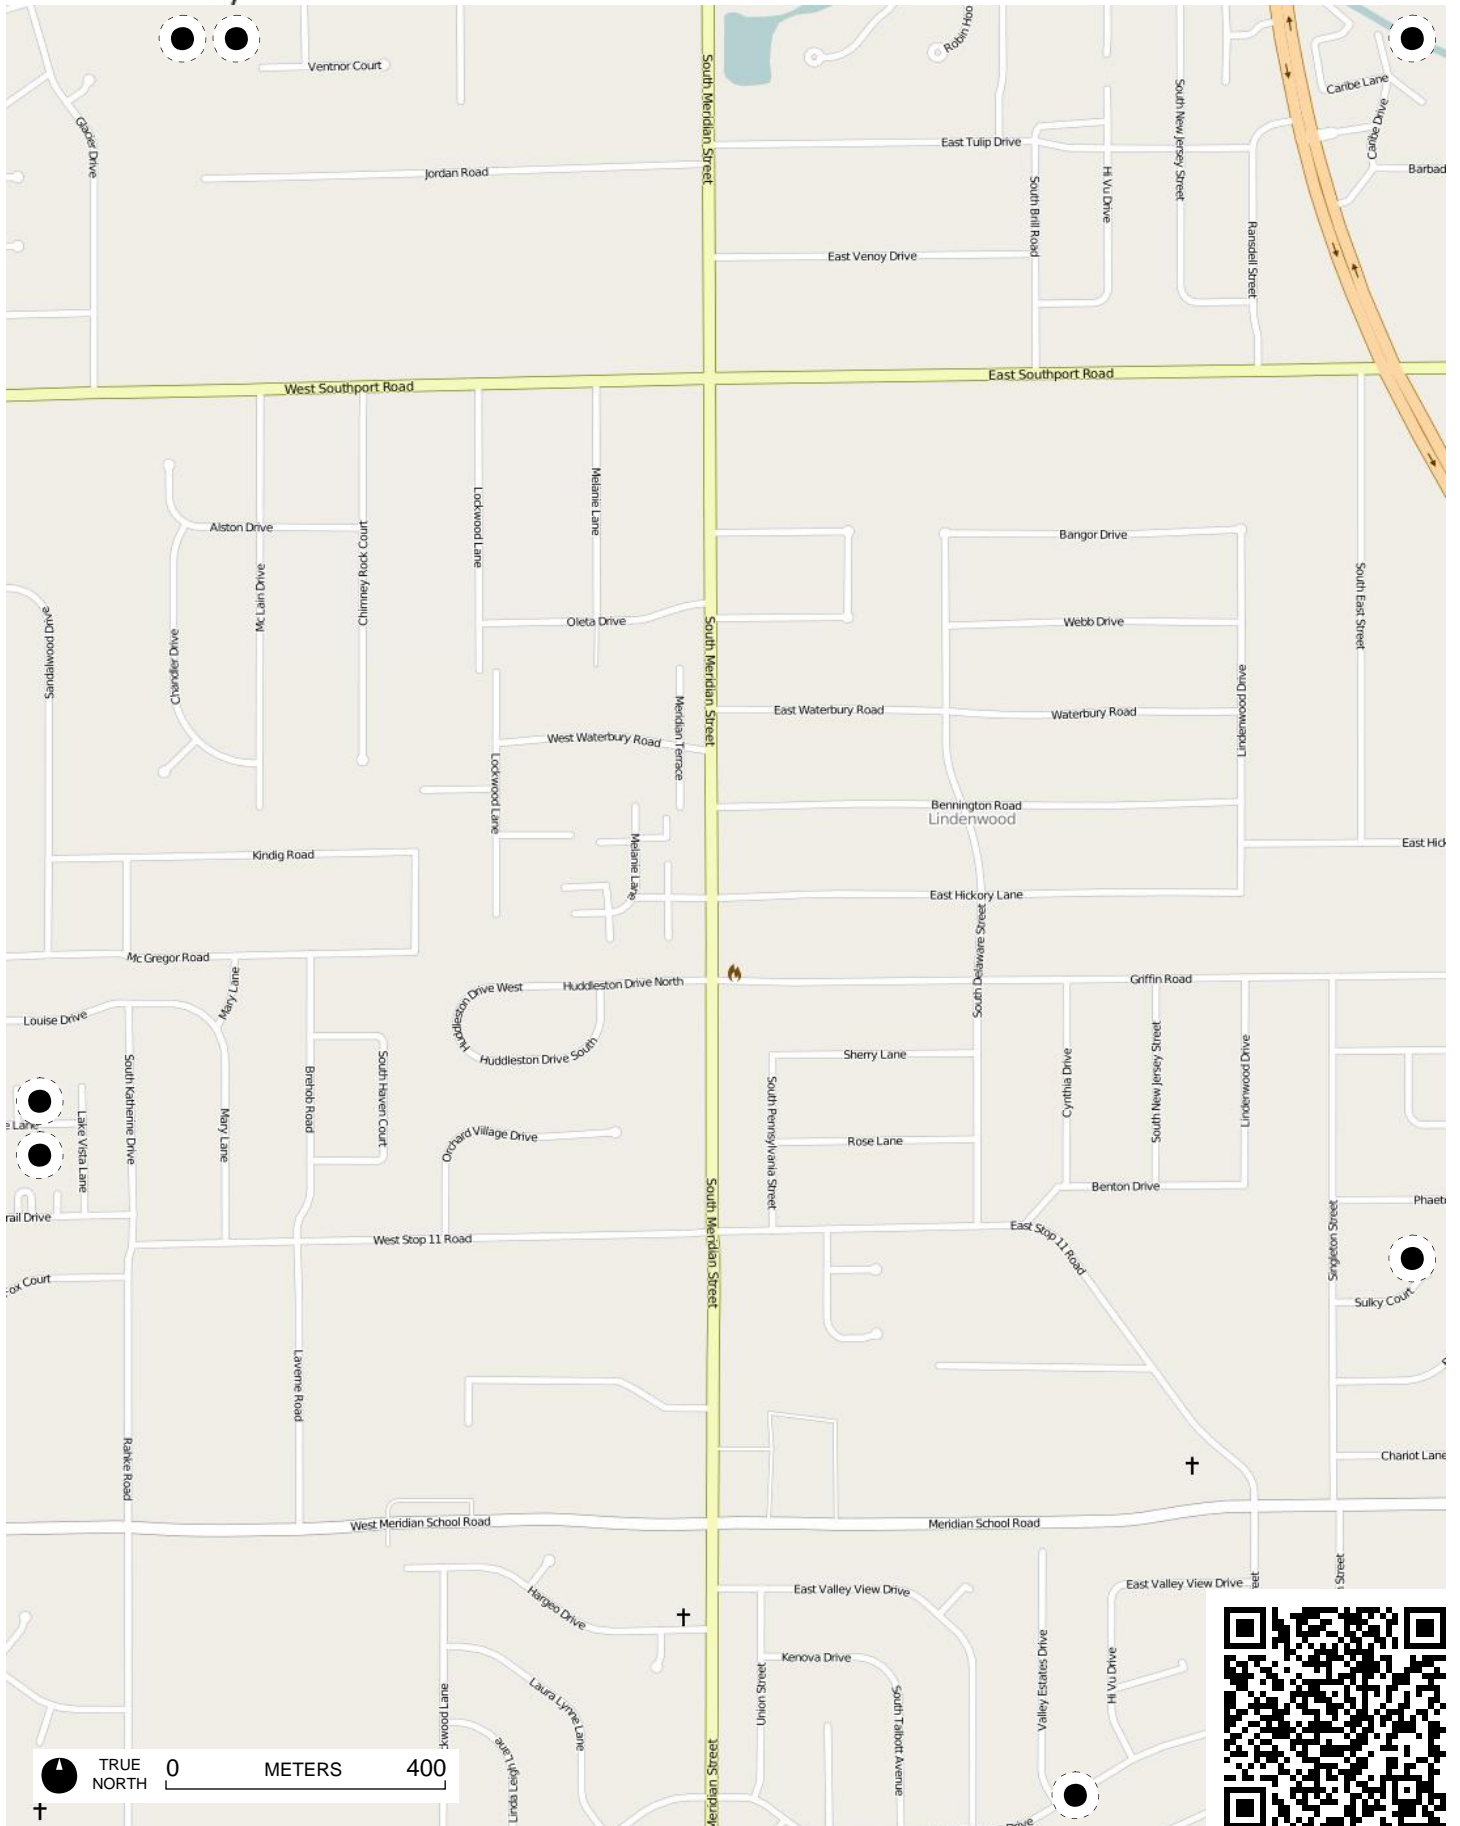 Robin Hoo
Ventnor Court
South Meridian Street
Caribe Lane
Glacier Drive
Caribe Drive
South New Jersey Street
East Tulip Drive
Jordan Road
Barbad
Hi Vu Drive
South Brill Road
East Venoy Drive
Ransdell Street
West Southport Road
East Southport Road
Lockwood Lane
Melanie Lane
Alston Drive
Chimney Rock Court
Bangor Drive
Mc Lain Drive
South East Street
Sandalwood Drive
Chandler Drive
Oleta Drive
Webb Drive
South Meridian Street
Lindenwood Drive
Meridian Terrace
East Waterbury Road
Waterbury Road
West Waterbury Road
Lockwood Lane
Bennington Road
Lindenwood
Melanie Lane
Kindig Road
East Hick
East Hickory Lane
South Delaware Street
Mc Gregor Road
Mary Lane
Huddleston Drive West
Huddleston Drive North
Griffin Road
Louise Drive
Huddleston Drive South
Sherry Lane
South Katherine Drive
Brehob Road
South Haven Court
South Pennsylvania Street
Cynthia Drive
South New Jersey Street
Lindenwood Drive
e Lane
Lake Vista Lane
Mary Lane
Orchard Village Drive
Rose Lane
Benton Drive
South Meridian Street
Phaet
rail Drive
West Stop 11 Road
East Stop 11 Road
Singleton Street
ox Court
Sulky Court
Laverne Road
Rahke Road
Chariot Lane
West Meridian School Road
Meridian School Road
Hargeo Drive
East Valley View Drive
East Valley View Drive
eet
n Street
Kenova Drive
Union Street
Valley Estates Drive
Hi Vu Drive
Laura Lynne Lane
South Talbott Avenue
ckwood Lane
Linda Leigh Lane
Meridian Street
TRUE
NORTH
0 METERS 400
Drive